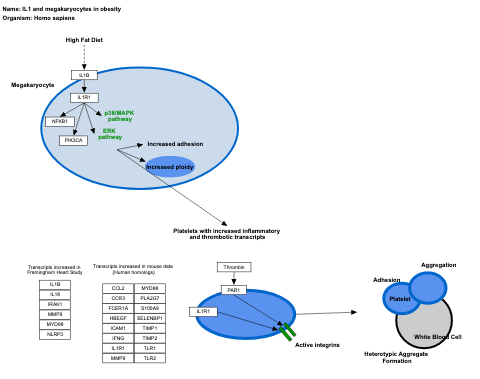 Name: IL1 and megakaryocytes in obesity
Organism: Homo sapiens
High Fat Diet
IL1B
Megakaryocyte
IL1R1
NFKB1
PIK3CA
p38/MAPK
pathway
ERK
pathway
Increased adhesion
Increased ploidy
Platelets with increased inflammatory
and thrombotic transcripts
Transcripts increased in
Framingham Heart Study
IL1B
IL18
IRAK1
MMP9
MYD88
NLRP3
Transcripts increased in mouse data
(Human homologs)
CCL2 MYD88
CCR3 PLA2G7
FCER1A S100A9
HBEGF SELENBP1
ICAM1 TIMP1
IFNG TIMP2
IL1R1 TLR1
MMP9 TLR2
Thrombin
PAR1
IL1R1
Active integrins
Aggregation
Adhesion
Platelet
White Blood Cell
Heterotypic Aggregate
Formation